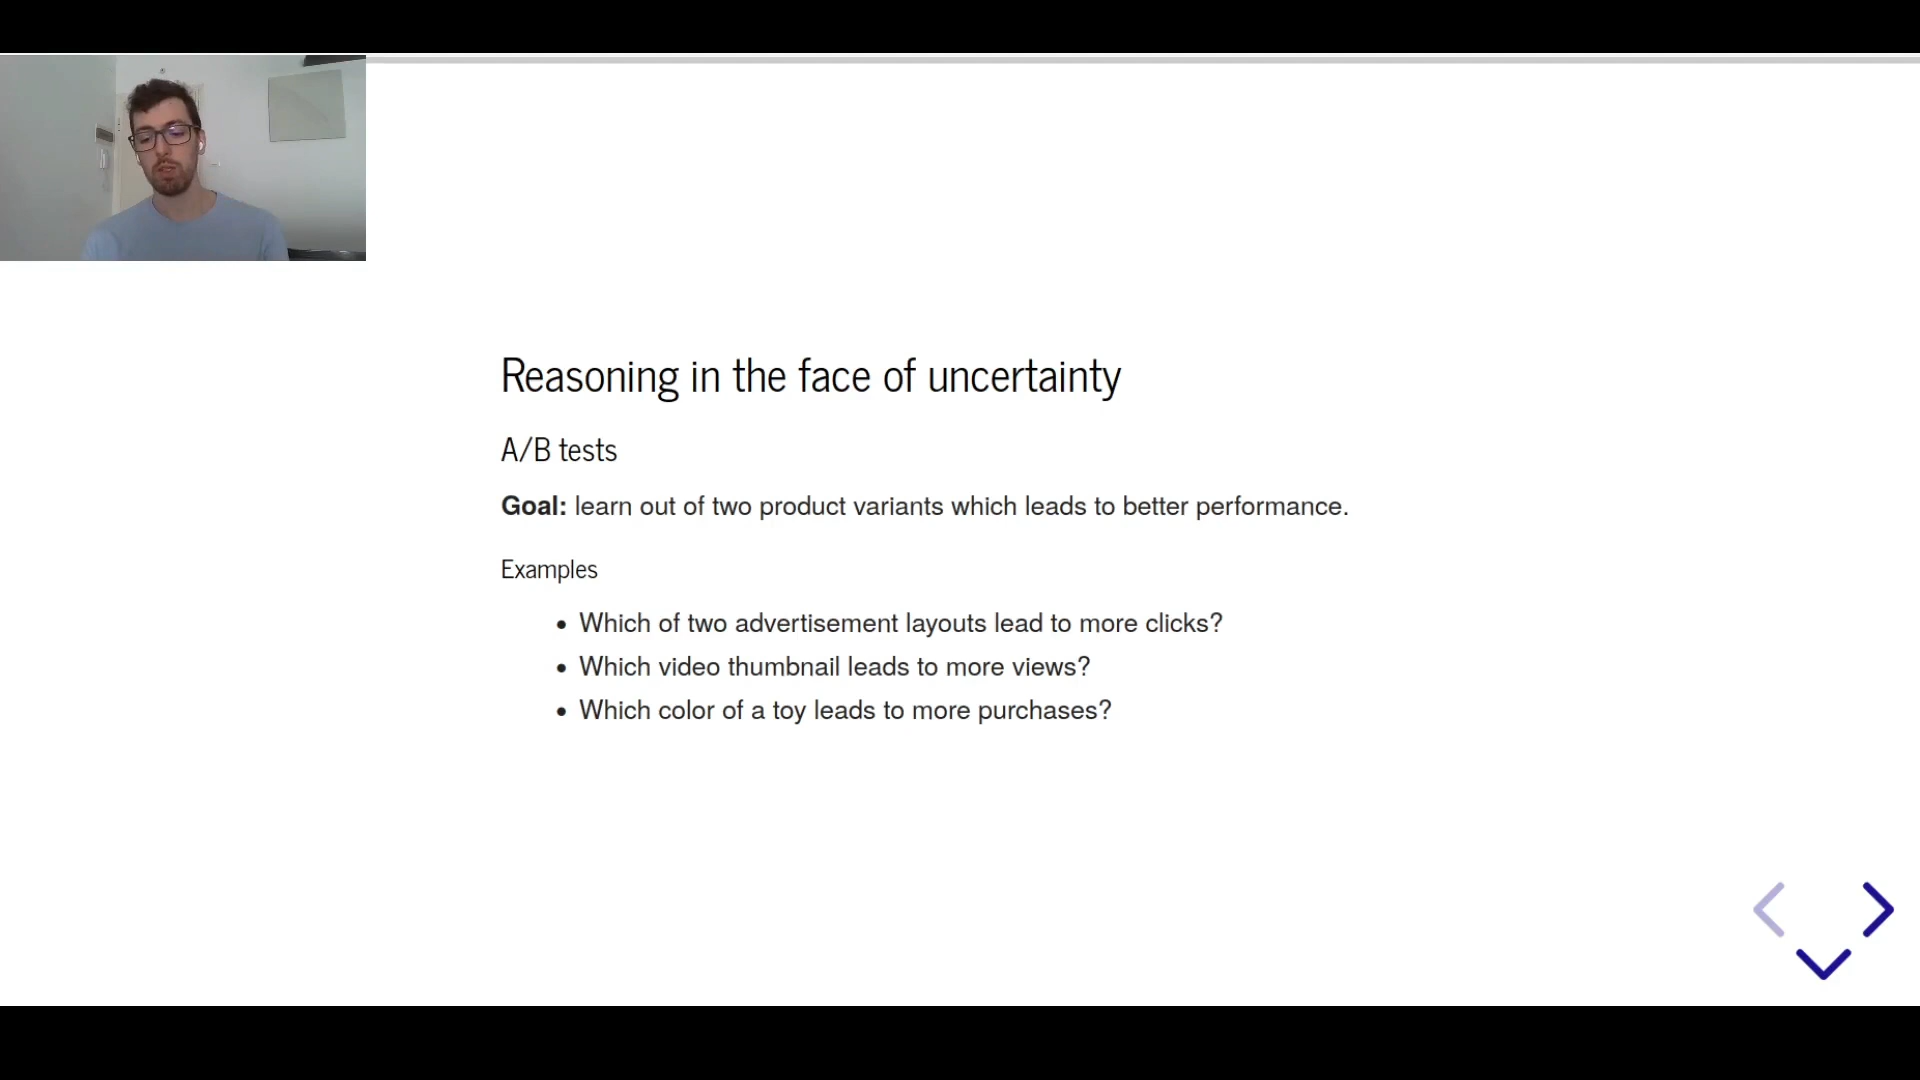 Reasoning in the face of uncertainty
A/B tests
Goal: learn out of two product variants which leads to better performance.
Examples
• Which of two advertisement layouts lead to more clicks?
• Which video thumbnail leads to more views?
• Which color of a toy leads to more purchases?